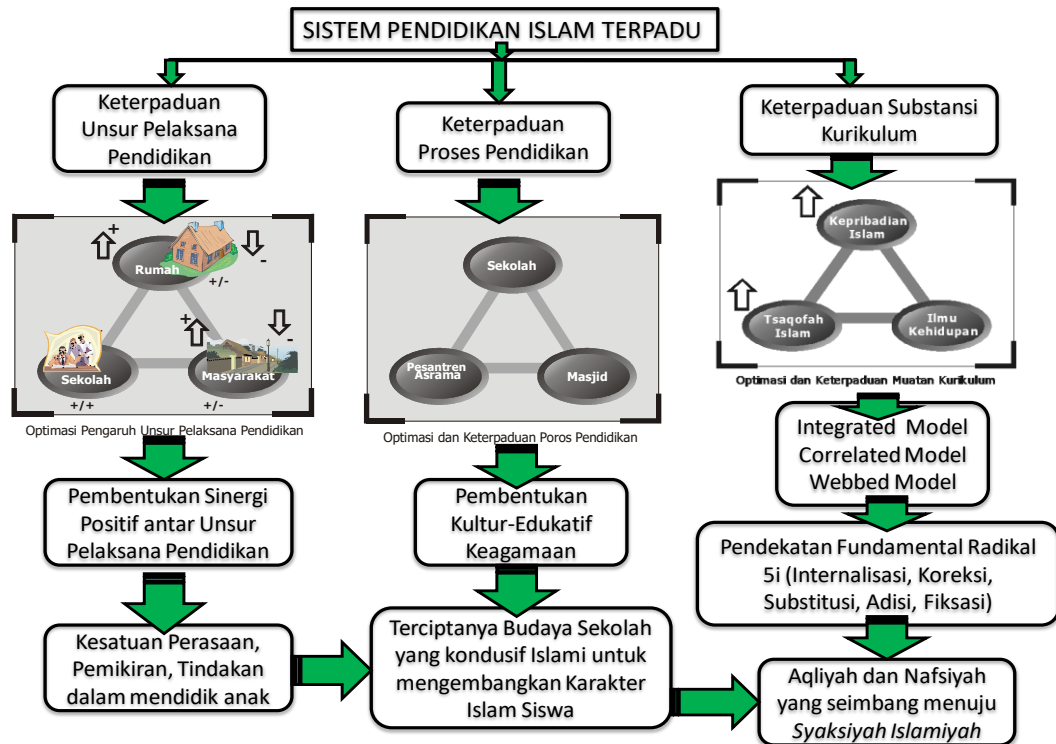 SISTEM PENDIDIKAN ISLAM TERPADU
Keterpaduan
Unsur Pelaksana
Pendidikan
Keterpaduan
Proses Pendidikan
Keterpaduan Substansi
Kurikulum
+
-
Rumah
+/-
+
-
Sekolah
Masyarakat
+/+
+/-
Optimasi Pengaruh Unsur Pelaksana Pendidikan
Sekolah
Pesantren
Asrama
Masjid
Optimasi dan Keterpaduan Poros Pendidikan
Kepribadian
Islam
Tsaqofah
Islam
Ilmu
Kehidupan
Optimasi dan Keterpaduan Muatan Kurikulum
Pembentukan Sinergi
Positif antar Unsur
Pelaksana Pendidikan
Pembentukan
Kultur-Edukatif
Keagamaan
Integrated Model
Correlated Model
Webbed Model
Pendekatan Fundamental Radikal
5i (Internalisasi, Koreksi,
Substitusi, Adisi, Fiksasi)
Kesatuan Perasaan,
Pemikiran, Tindakan
dalam mendidik anak
Terciptanya Budaya Sekolah
yang kondusif Islami untuk
mengembangkan Karakter
Islam Siswa
Aqliyah dan Nafsiyah
yang seimbang menuju
Syaksiyah Islamiyah